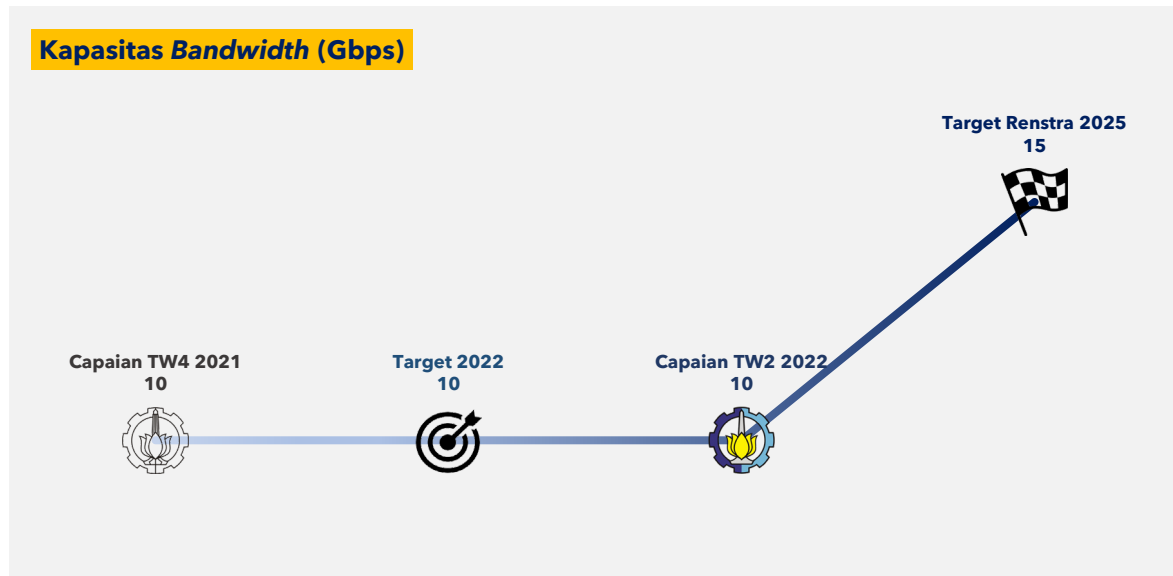 Kapasitas Bandwidth (Gbps)
Target Renstra 2025
15
Capaian TW4 2021
10
Target 2022
10
Capaian TW2 2022
10